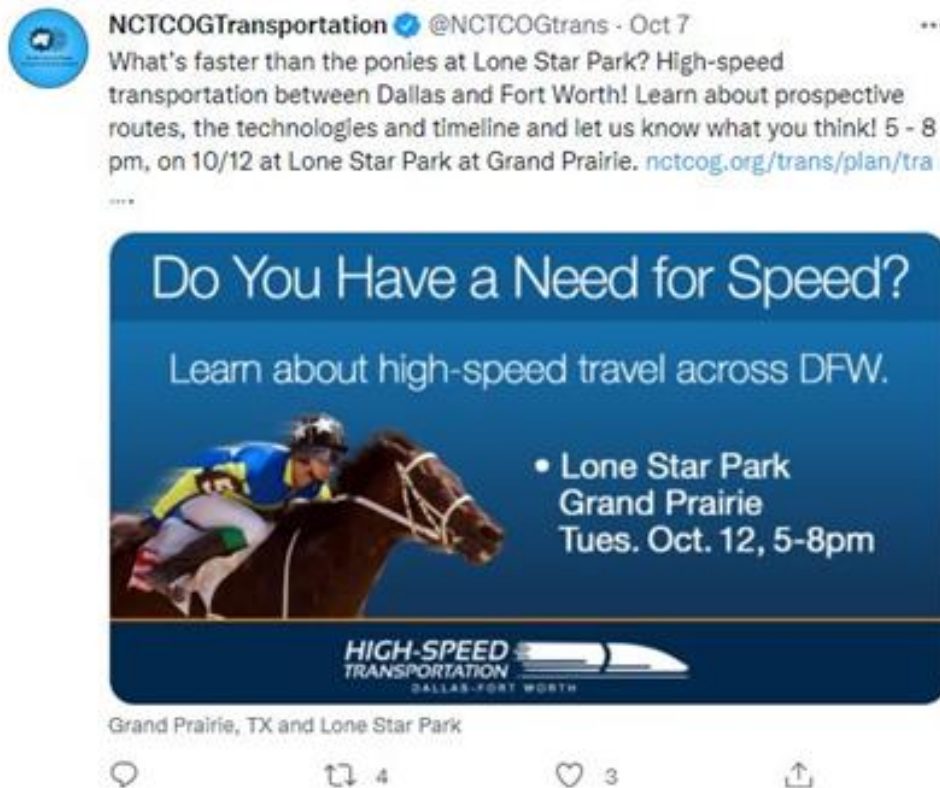 NCTCOGTransportation @NCTCOGtrans · Oct 7
What's faster than the ponies at Lone Star Park? High-speed
transportation between Dallas and Fort Worth! Learn about prospective
routes, the technologies and timeline and let us know what you think! 5 - 8
pm, on 10/12 at Lone Star Park at Grand Prairie. nctcog.org/trans/plan/tra
....
Do You Have a Need for Speed?
Learn about high-speed travel across DFW.
• Lone Star Park
Grand Prairie
Tues. Oct. 12, 5-8pm
HIGH-SPEED
TRANSPORTATION
DALLAS-FORT WORTH
Grand Prairie, TX and Lone Star Park
4 3